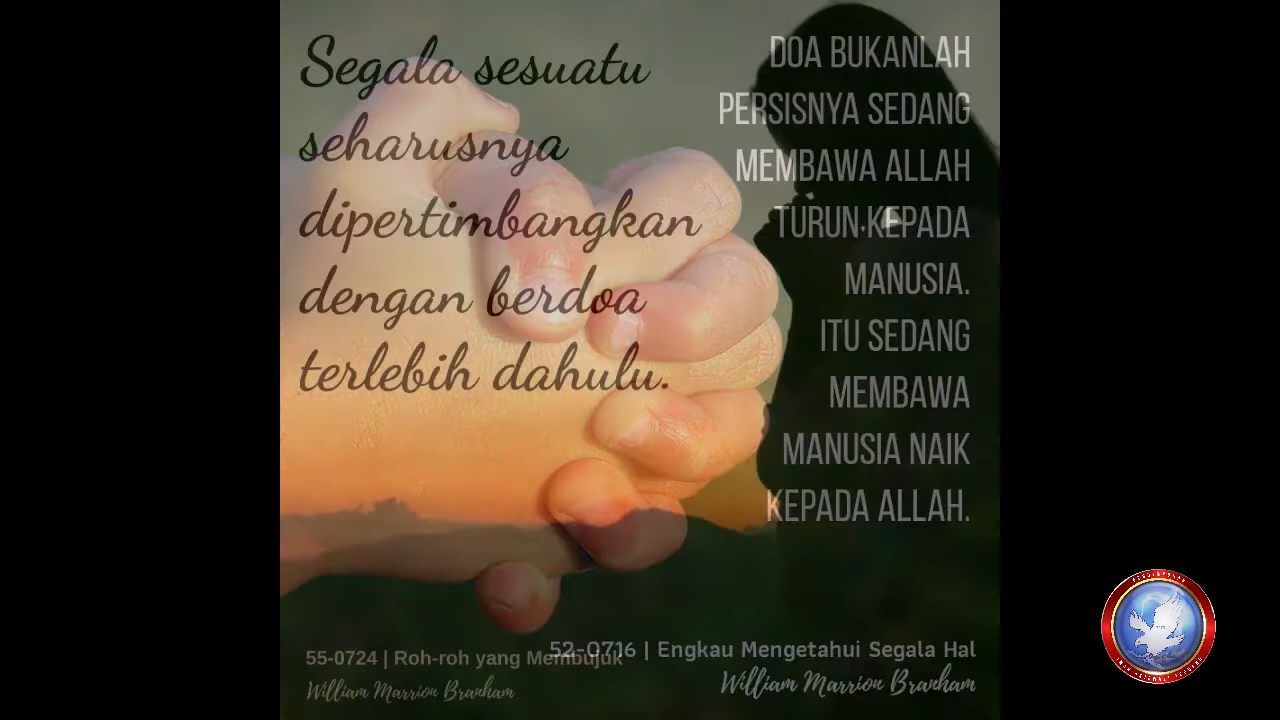 Segala sesuatu
seharusnya
dipertimbangkan
dengan berdoa
terlebih dahulu.
DOA BUKANLAH
PERSISNYA SEDANG
MEMBAWA ALLAH
TURUN KEPADA
MANUSIA.
ITU SEDANG
MEMBAWA
MANUSIA NAIK
KEPADA ALLAH.
55-0724 | Roh-roh yang Membujuk
William Marrion Branham
52-0716 | Engkau Mengetahui Segala Hal
William Marrion Branham